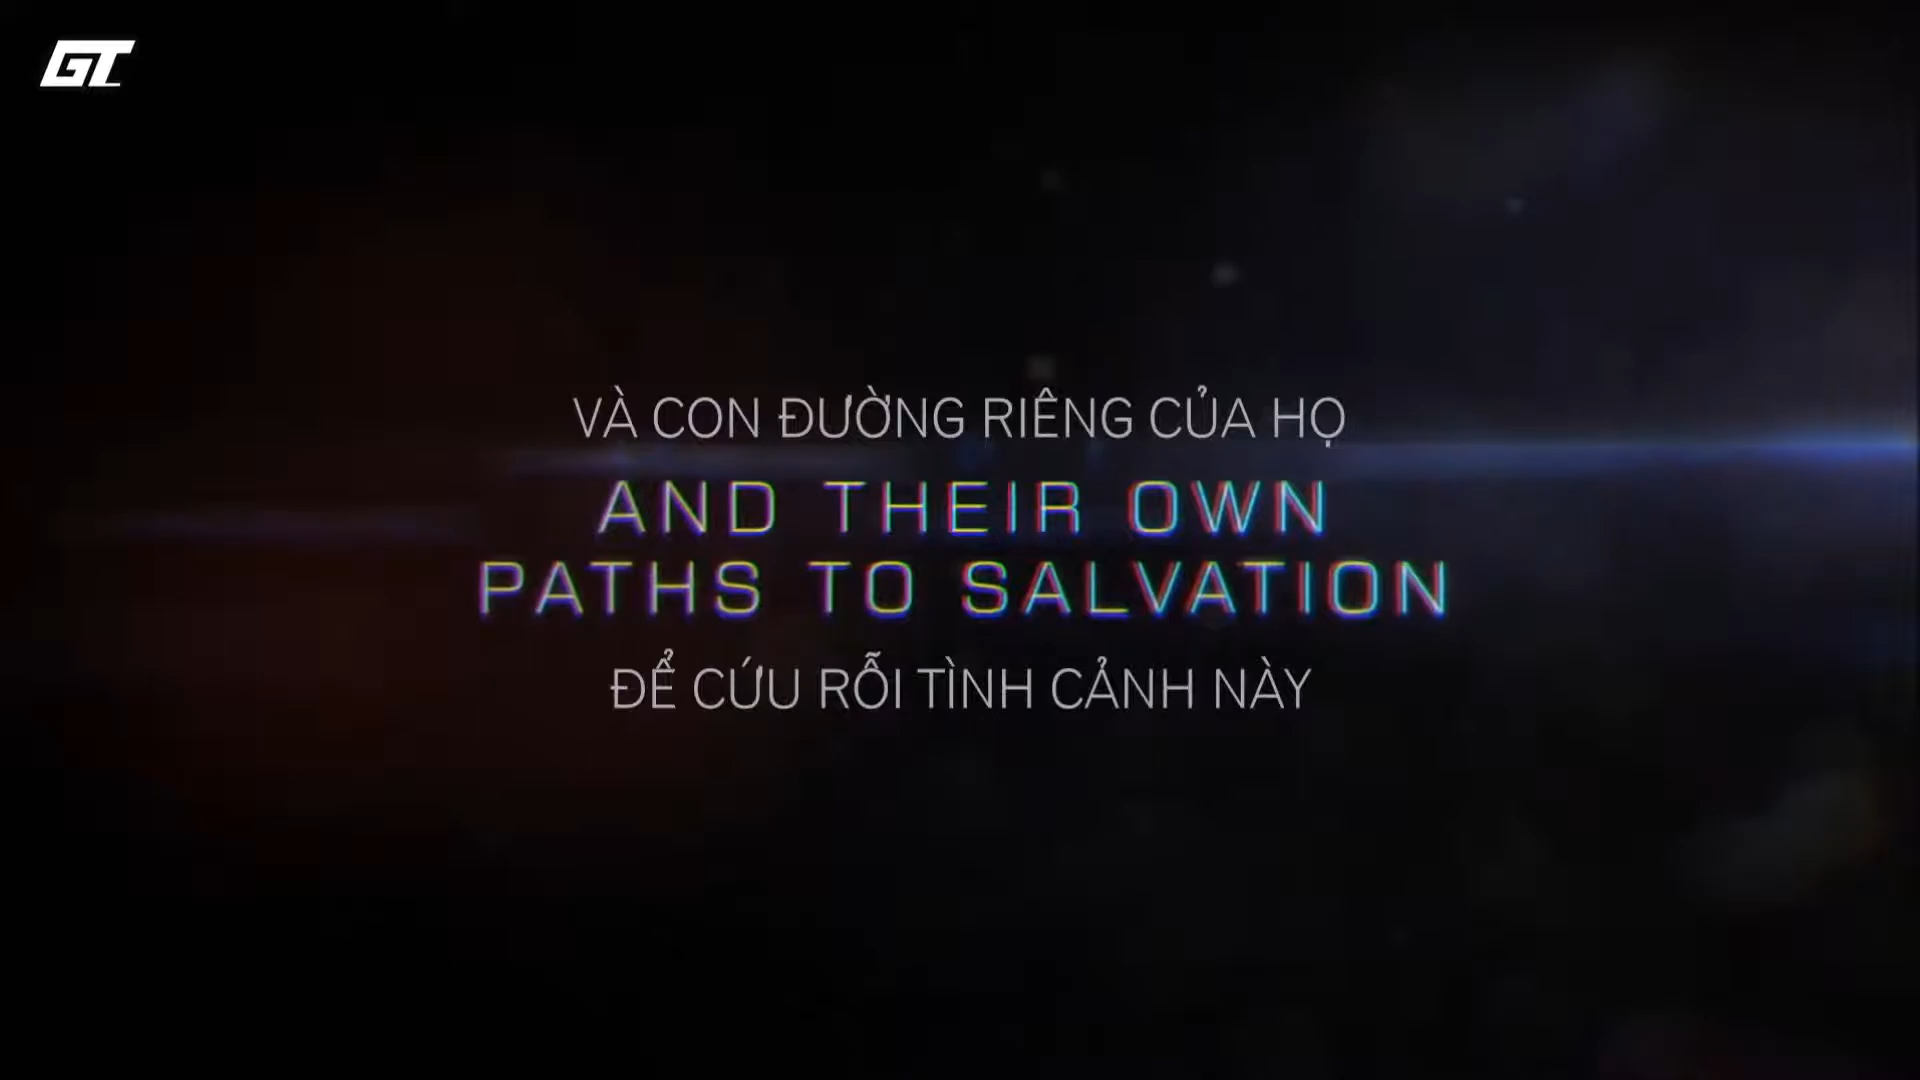 GT
VÀ CON ĐƯỜNG RIÊNG CỦA HỌ
AND THEIR OWN
PATHS TO SALVATION
ĐỂ CỨU RỖI TÌNH CẢNH NÀY